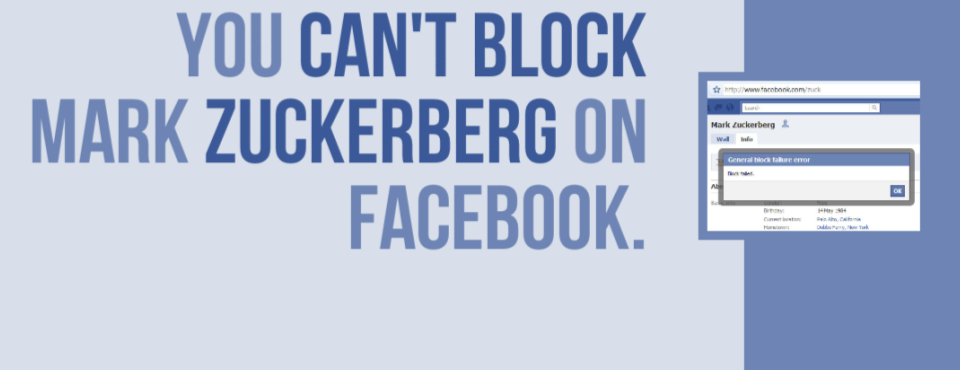 YOU CAN'T BLOCK
MARK ZUCKERBERG ON
FACEBOOK.
http://www.facebook.com/zuck
Search
Mark Zuckerberg
Wall Info
General block failure error
Block failed.
OK
Birthday: 14 May 1984
Current location: Palo Alto, California
Hometown: Dobbs Ferry, New York